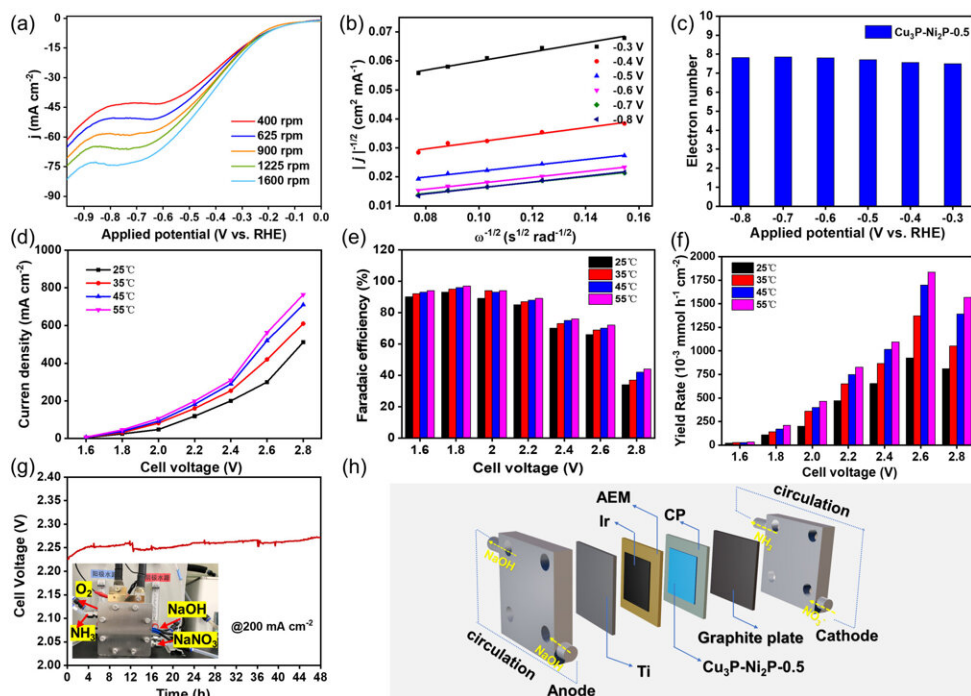 (a)
0
-15
-30
-45
-60
-75
-90
j (mA cm⁻²)
400 rpm
625 rpm
900 rpm
1225 rpm
1600 rpm
-0.9 -0.8 -0.7 -0.6 -0.5 -0.4 -0.3 -0.2 -0.1 0.0
Applied potential (V vs. RHE)
(b)
0.07
0.06
0.05
0.04
0.03
0.02
0.01
| j |⁻¹/² (cm² mA⁻¹)
-0.3 V
-0.4 V
-0.5 V
-0.6 V
-0.7 V
-0.8 V
0.08 0.10 0.12 0.14 0.16
ω⁻¹/² (s¹/² rad⁻¹/²)
(c)
10
9
8
7
6
5
4
3
2
1
0
Electron number
Cu₃P-Ni₂P-0.5
-0.8 -0.7 -0.6 -0.5 -0.4 -0.3
Applied potential (V vs. RHE)
(d)
1000
800
600
400
200
0
Curren density (mA cm⁻²)
25℃
35℃
45℃
55℃
1.6 1.8 2.0 2.2 2.4 2.6 2.8
Cell voltage (V)
(e)
120
100
80
60
40
20
0
Faradaic efficiency (%)
25℃
35℃
45℃
55℃
1.6 1.8 2.0 2.2 2.4 2.6 2.8
Cell voltage (V)
(f)
2000
1750
1500
1250
1000
750
500
250
0
Yield Rate (10⁻³ mmol h⁻¹ cm⁻²)
25℃
35℃
45℃
55℃
1.6 1.8 2.0 2.2 2.4 2.6 2.8
Cell voltage (V)
(g)
2.40
2.35
2.30
2.25
2.20
2.15
2.10
2.05
2.00
Cell Voltage (V)
O₂
NH₃
NaOH
NaNO₃
@200 mA cm⁻²
0 4 8 12 16 20 24 28 32 36 40 44 48
Time (h)
(h)
circulation
AEM
Ir
CP
NaOH
NH₃
NO₃⁻
NaOH
Graphite plate
Cathode
circulation
Ti
Cu₃P-Ni₂P-0.5
Anode